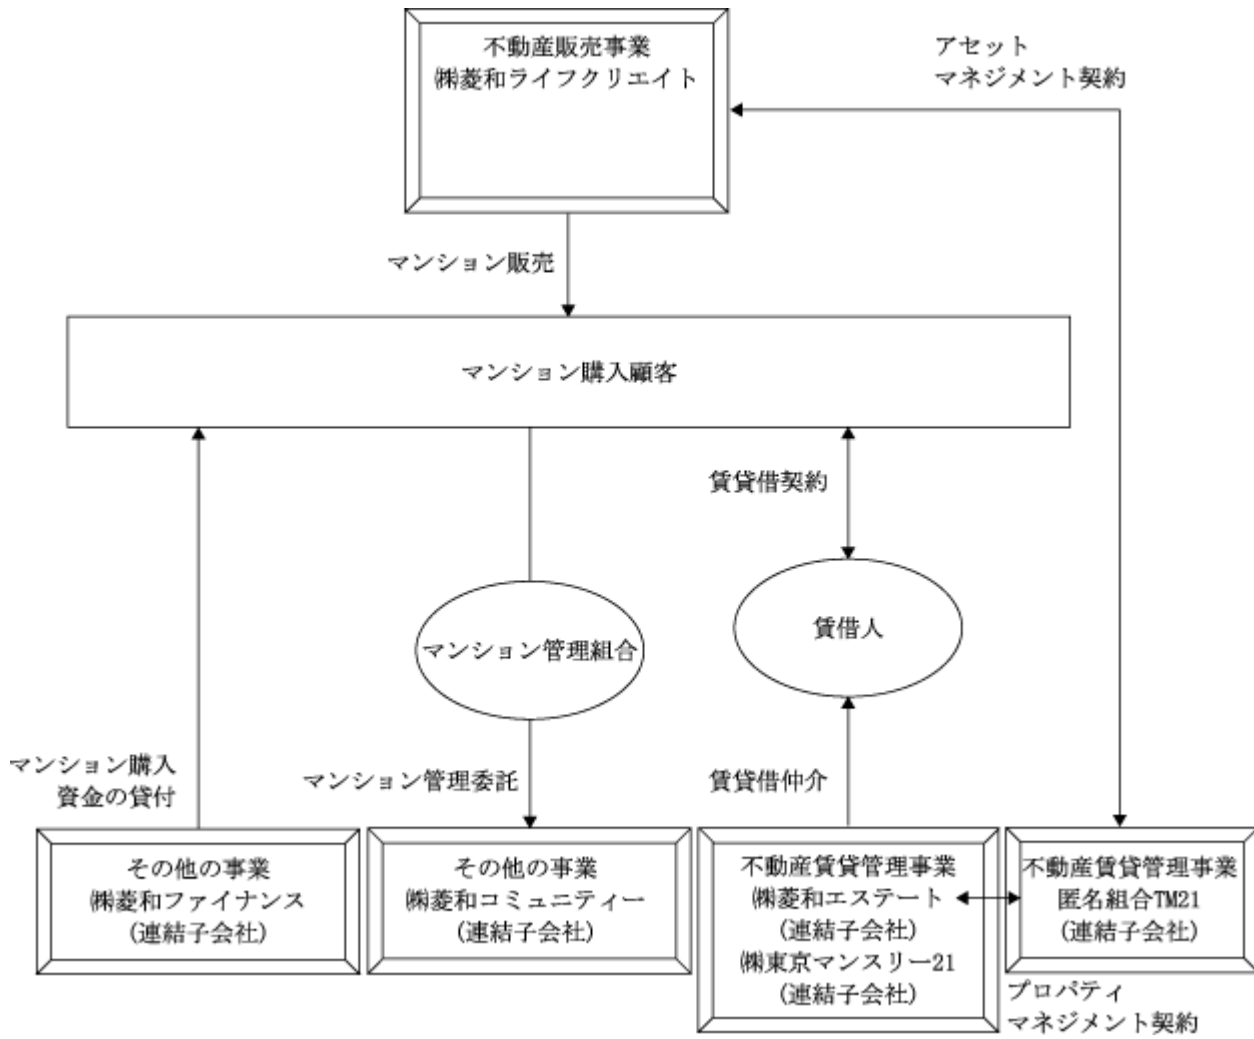 不動産販売事業
㈱菱和ライフクリエイト
アセット
マネジメント契約
マンション販売
マンション購入顧客
賃貸借契約
賃借人
マンション管理組合
マンション購入
資金の貸付
マンション管理委託
賃貸借仲介
その他の事業
㈱菱和ファイナンス
(連結子会社)
その他の事業
㈱菱和コミュニティー
(連結子会社)
不動産賃貸管理事業
㈱菱和エステート
(連結子会社)
㈱東京マンスリー21
(連結子会社)
不動産賃貸管理事業
匿名組合TM21
(連結子会社)
プロパティ
マネジメント契約